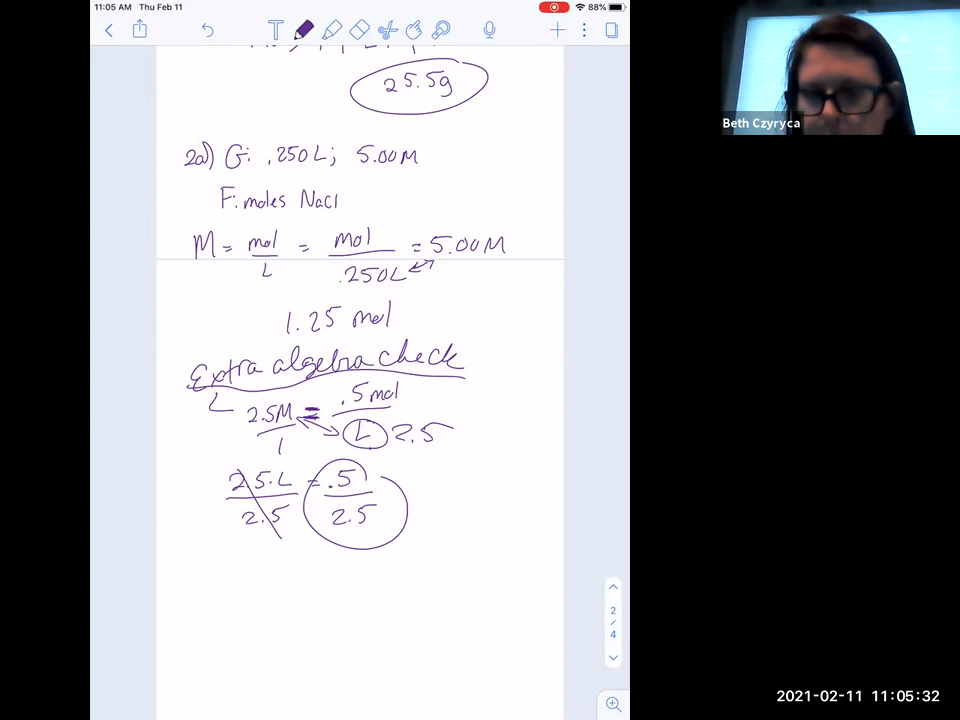 11:05 AM Thu Feb 11
88%
25.5g
2a) G: .250L; 5.00M
F: moles NaCl
M = mol/L = mol/.250L = 5.00M
1.25 mol
Extra algebra check
L 2.5M/1 = .5mol/L 2.5
2.5·L/2.5 = .5/2.5
2
/
4
Beth Czyryca
2021-02-11 11:05:32